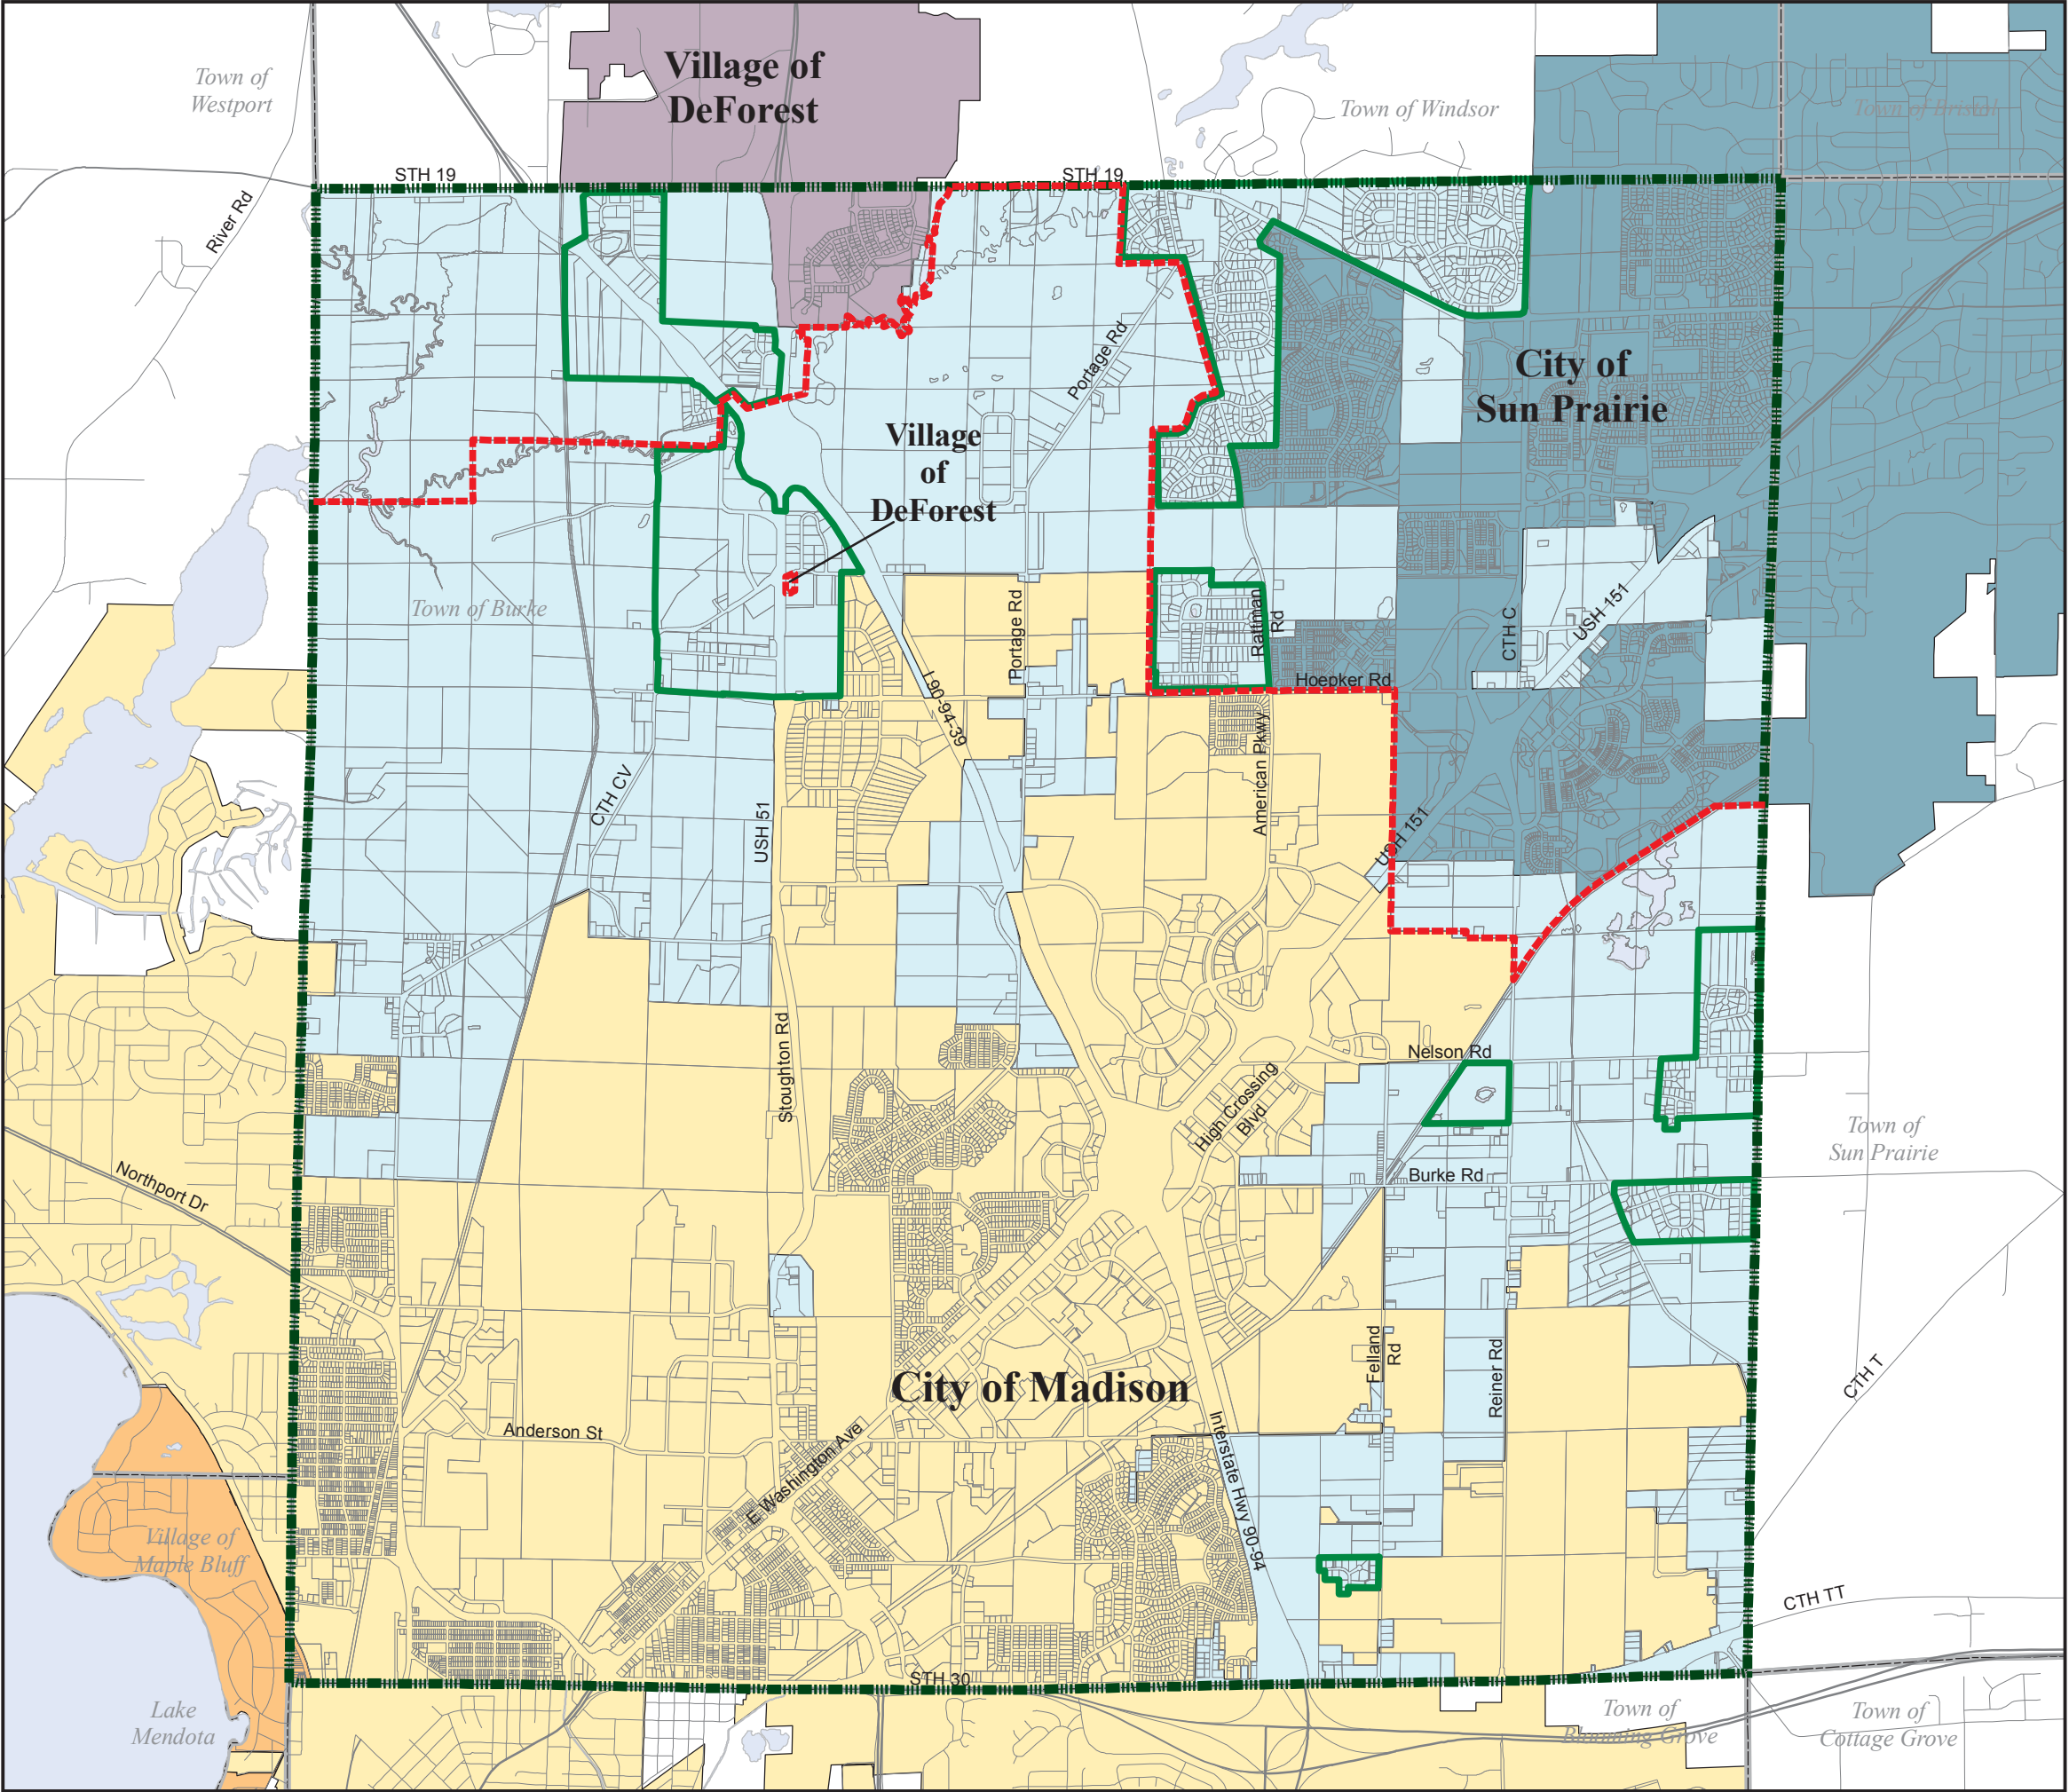 Village of
DeForest
Town of
Westport
Town of Windsor
Town of Bristol
STH 19
STH 19
River Rd
City of
Sun Prairie
Portage Rd
Village
of
DeForest
Town of Burke
Portage Rd
Rattman
Rd
CTH C
USH 151
Hoepker Rd
I-90-94-39
American Pkwy
CTH CV
USH 51
USH 151
Stoughton Rd
Nelson Rd
High Crossing
Blvd
Town of
Sun Prairie
Burke Rd
Northport Dr
Felland
Rd
Reiner Rd
CTH T
City of Madison
Anderson St
E Washington Ave
Interstate Hwy 90-94
Village of
Maple Bluff
CTH TT
STH 30
Lake
Mendota
Town of
Blooming Grove
Town of
Cottage Grove